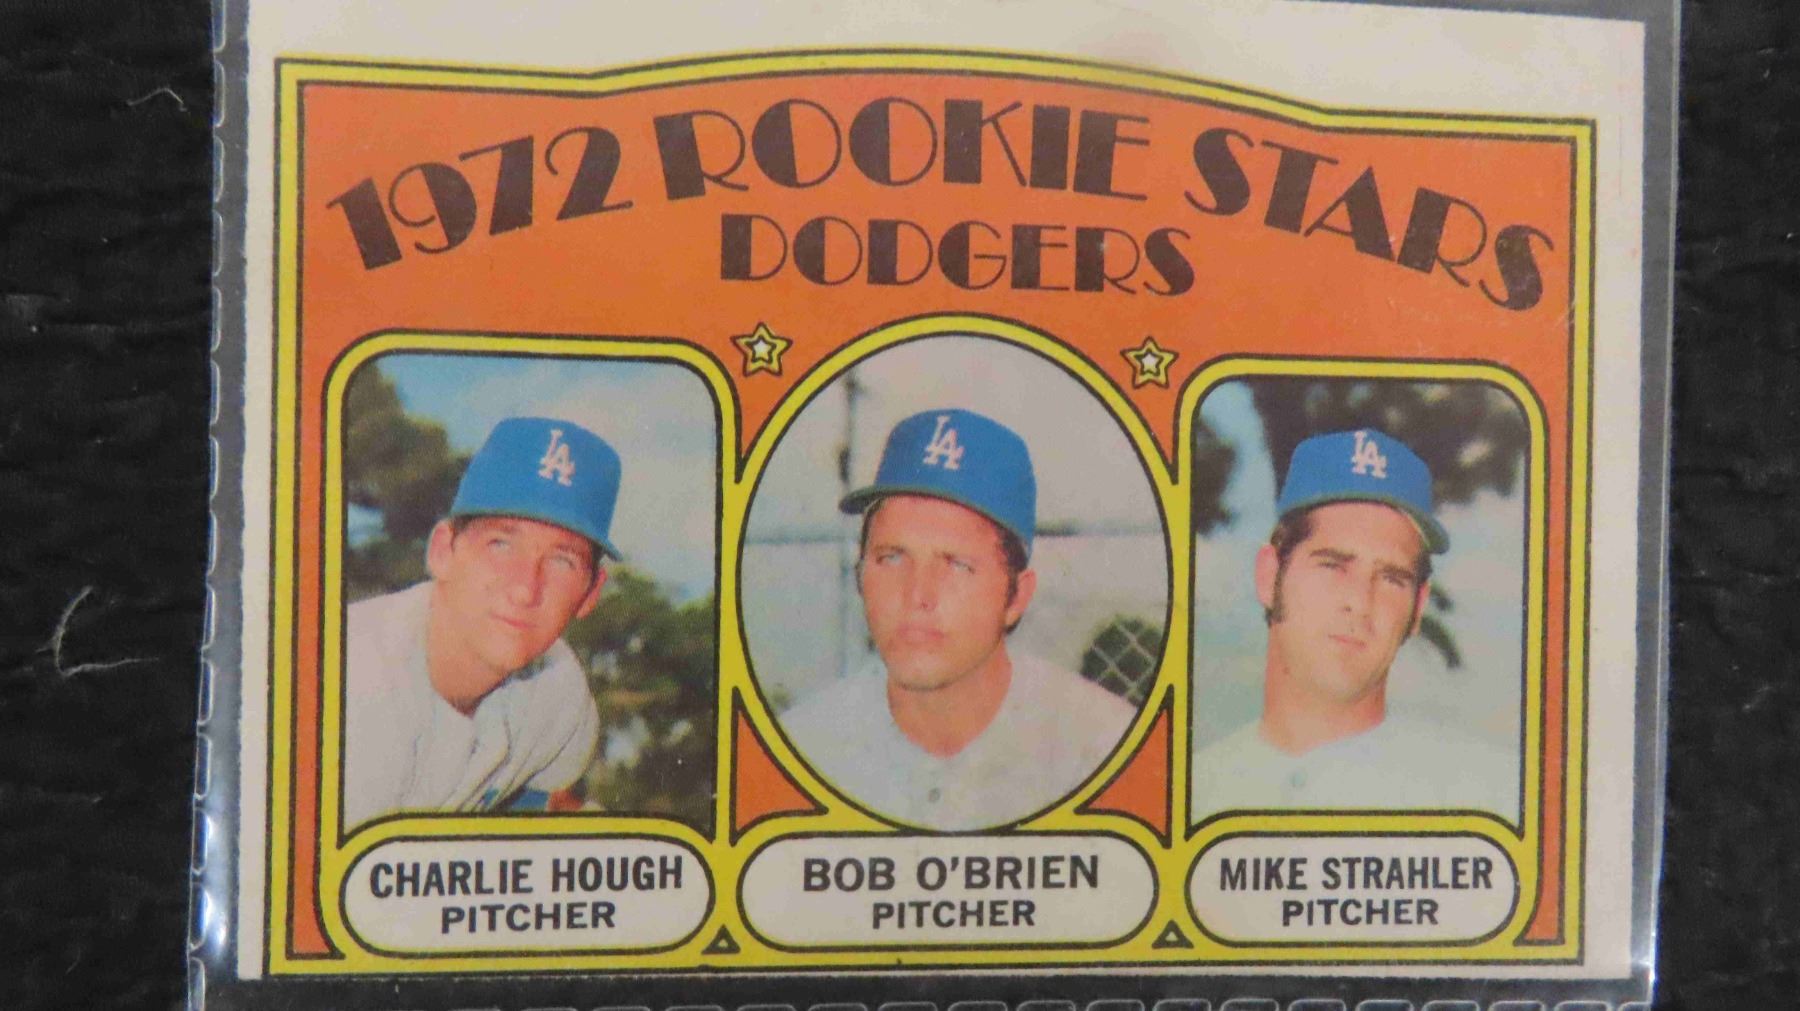 1972 ROOKIE STARS
DODGERS
LA
LA
LA
CHARLIE HOUGH
PITCHER
BOB O'BRIEN
PITCHER
MIKE STRAHLER
PITCHER